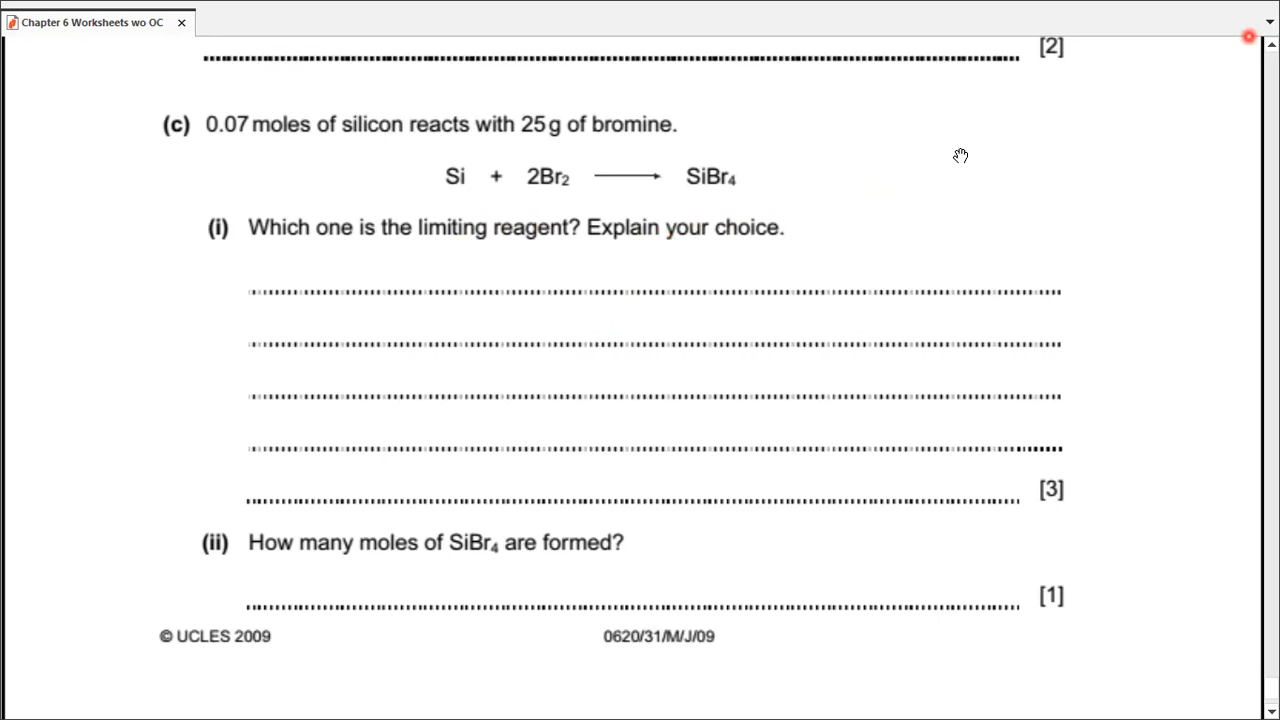 Chapter 6 Worksheets wo OC
[2]
(c) 0.07 moles of silicon reacts with 25 g of bromine.
Si + 2Br₂ ⟶ SiBr₄
(i) Which one is the limiting reagent? Explain your choice.
[3]
(ii) How many moles of SiBr₄ are formed?
[1]
© UCLES 2009 0620/31/M/J/09